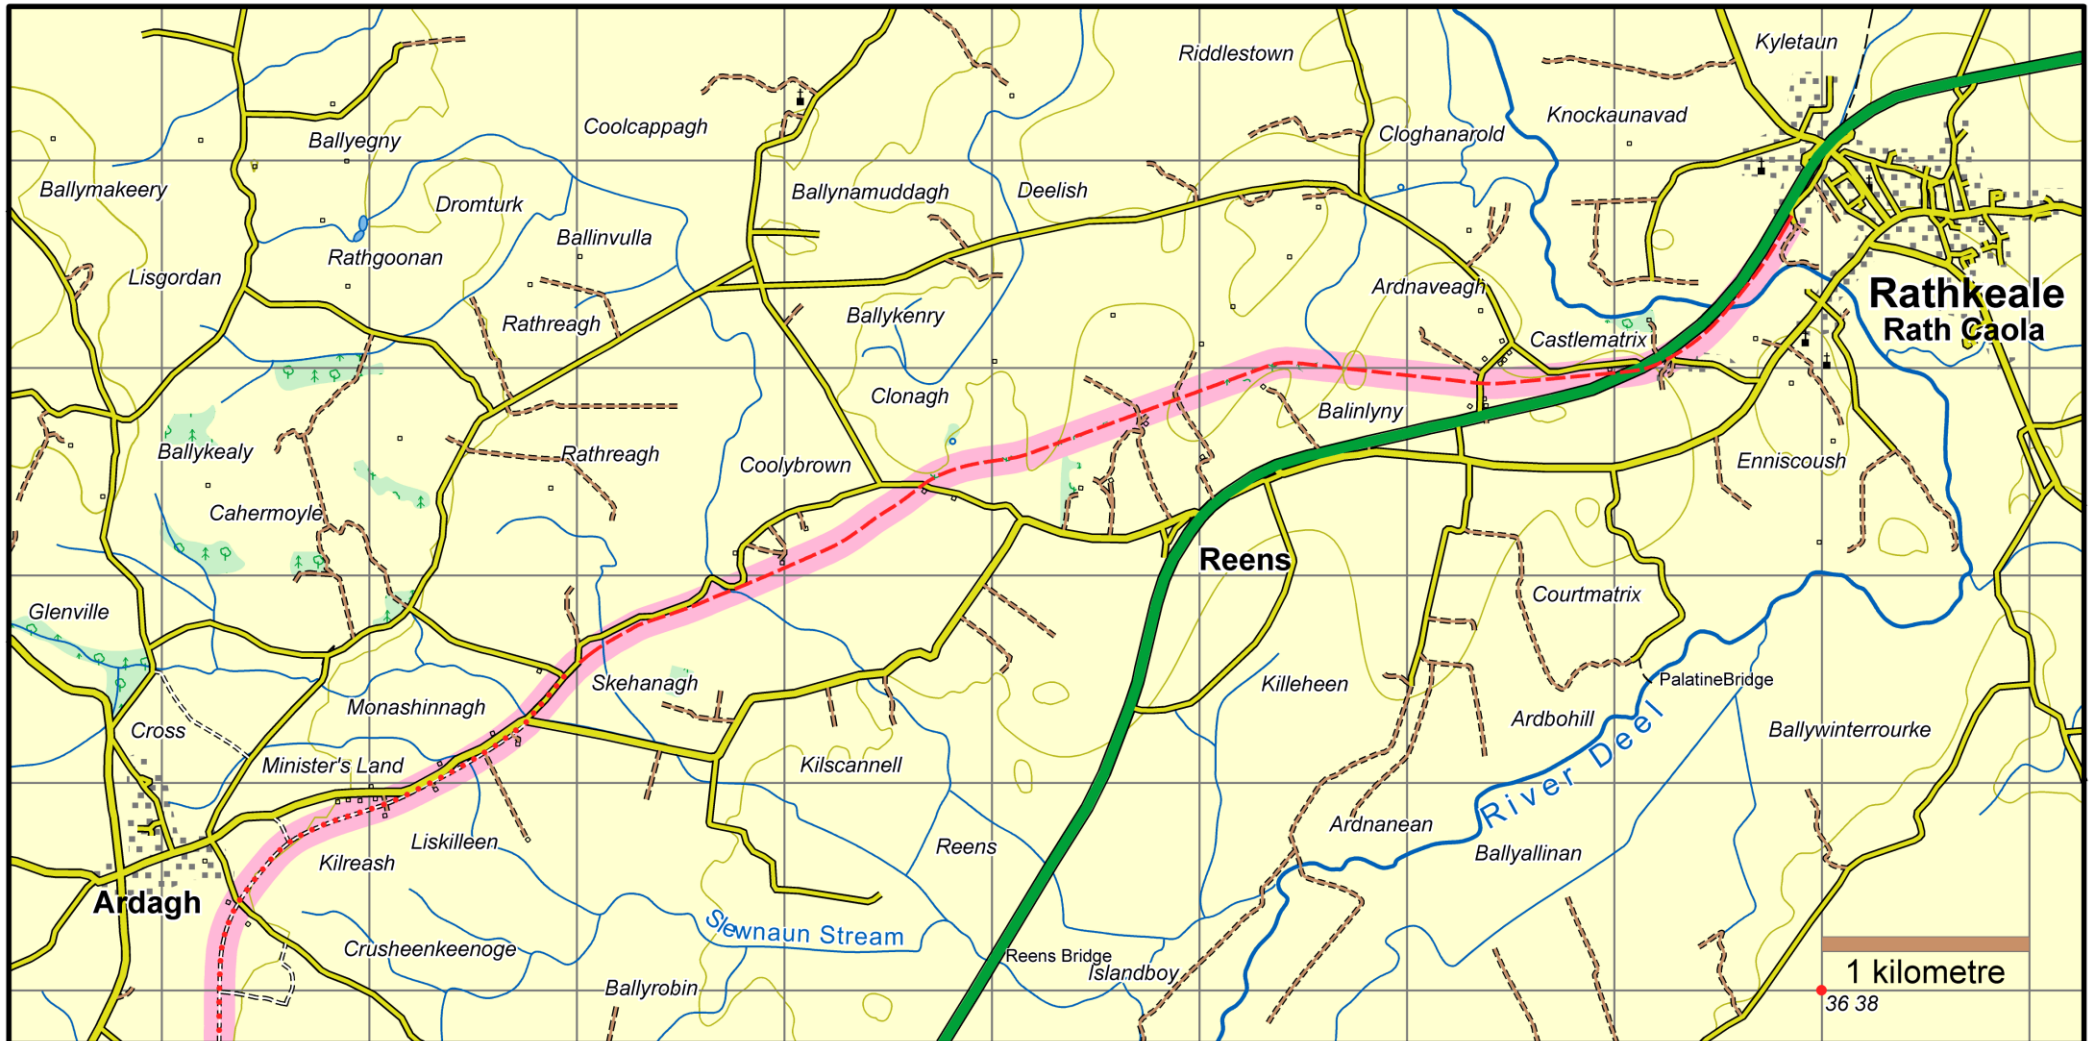 Kyletaun
Riddlestown
Knockaunavad
Coolcappagh
Cloghanarold
Ballyegny
Ballymakeery
Ballynamuddagh
Deelish
Dromturk
Ballinvulla
Rathgoonan
Lisgordan
Ardnaveagh
Rathkeale
Rath Caola
Ballykenry
Rathreagh
Castlematrix
Clonagh
Balinlyny
Ballykealy
Rathreagh
Coolybrown
Enniscoush
Cahermoyle
Reens
Courtmatrix
Glenville
Skehanagh
Killeheen
PalatineBridge
Monashinnagh
Ardbohill
Cross
Ballywinterrourke
River Deel
Minister's Land
Kilscannell
Ardnanean
Liskilleen
Reens
Ballyallinan
Kilreash
Ardagh
Slewnaun Stream
Crusheenkeenoge
Reens Bridge
Islandboy
1 kilometre
Ballyrobin
36 38